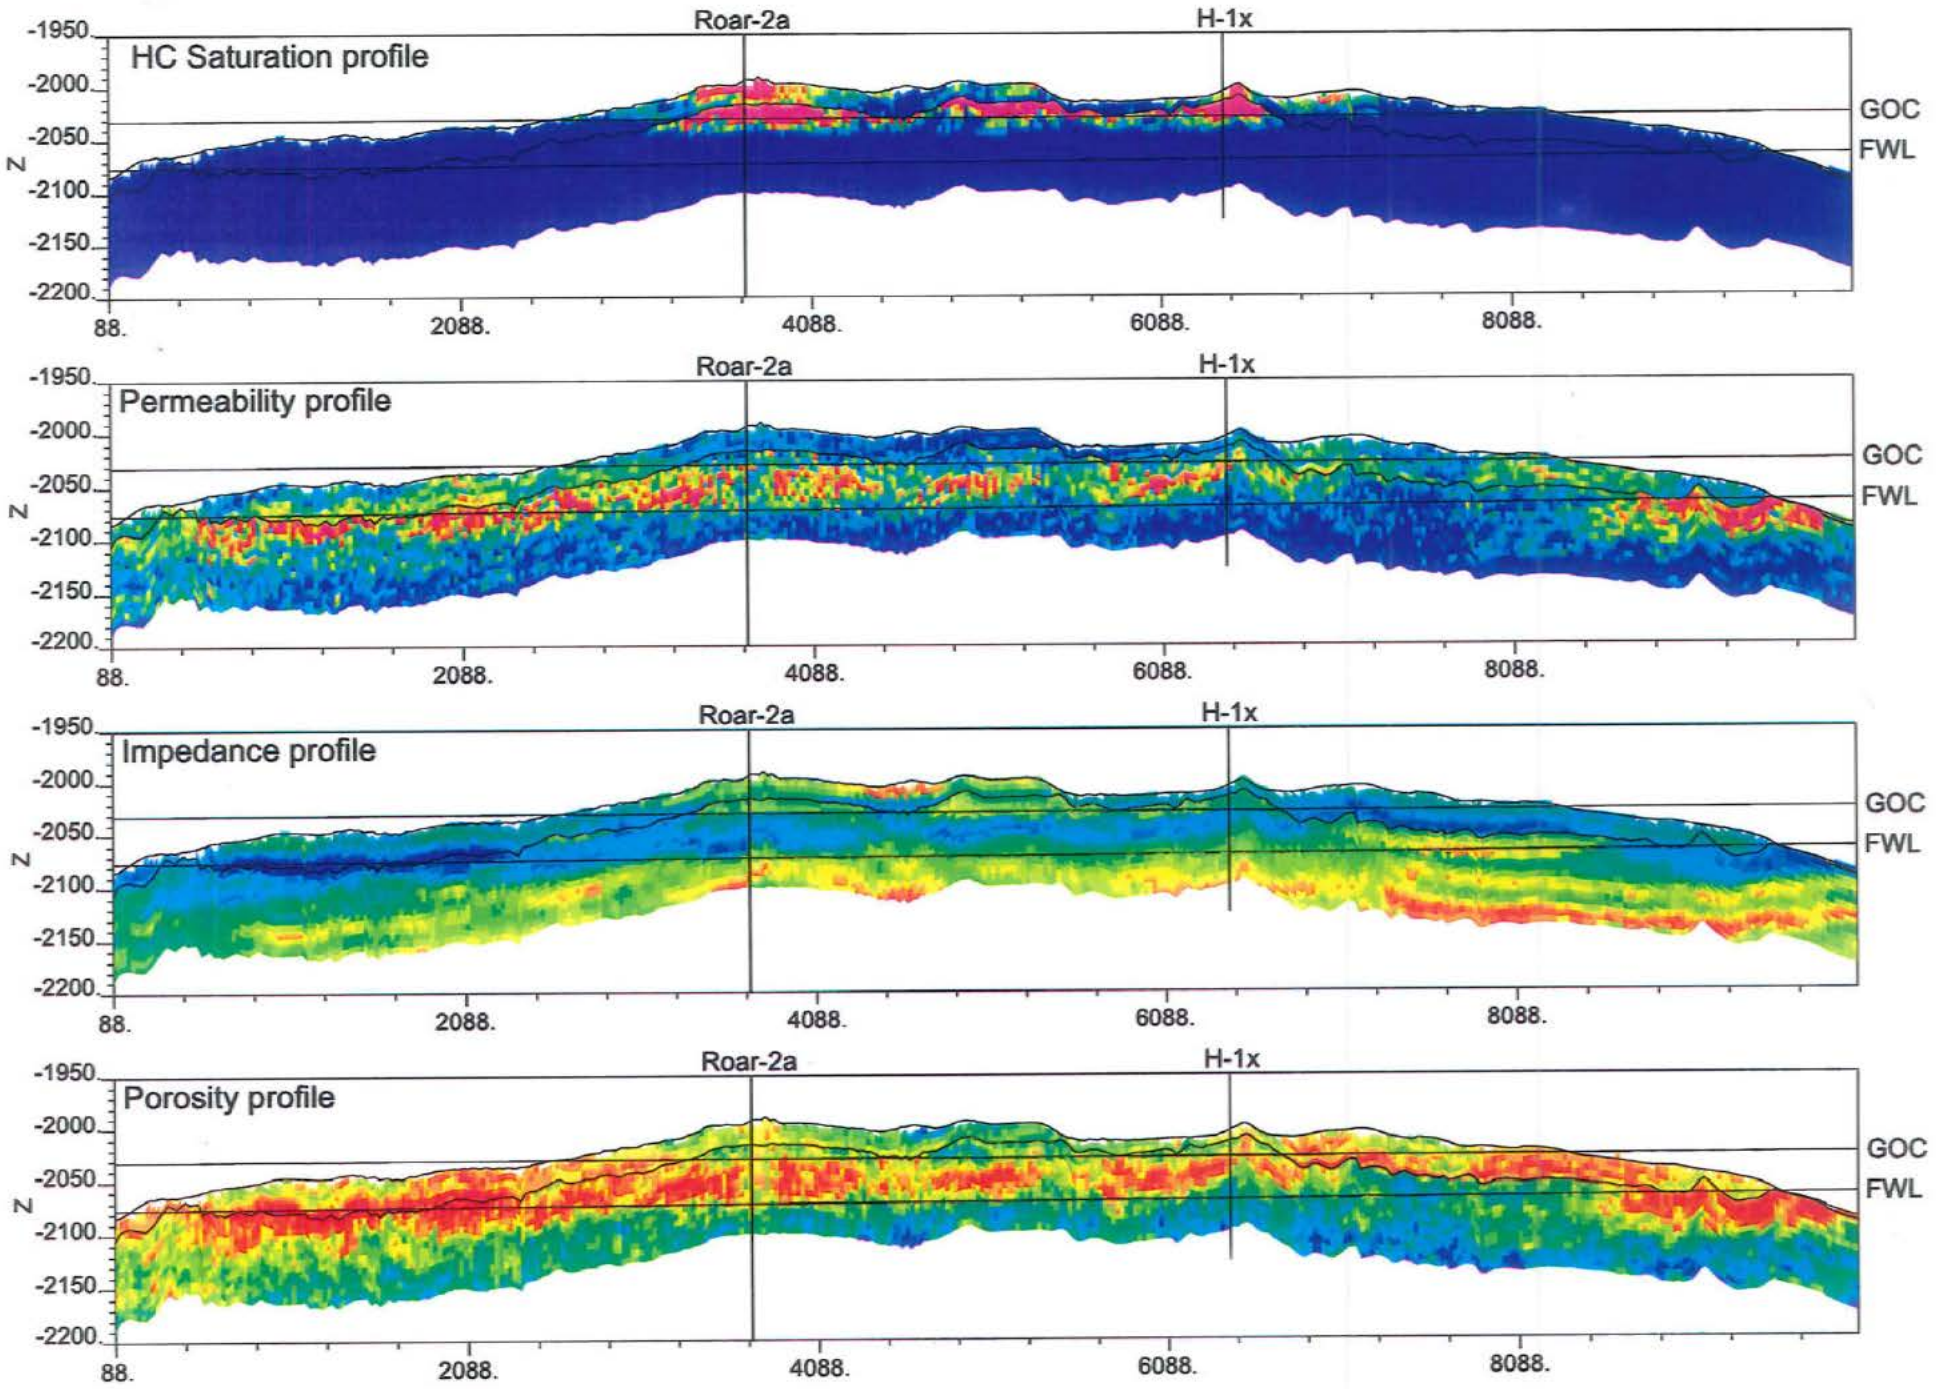 Roar-2a H-1x
-1950.
HC Saturation profile
-2000.
GOC
-2050.
FWL
Z
-2100.
-2150.
-2200.
88. 2088. 4088. 6088. 8088.
Roar-2a H-1x
-1950.
Permeability profile
-2000.
GOC
-2050.
FWL
Z
-2100.
-2150.
-2200.
88. 2088. 4088. 6088. 8088.
Roar-2a H-1x
-1950.
Impedance profile
-2000.
GOC
-2050.
FWL
Z
-2100.
-2150.
-2200.
88. 2088. 4088. 6088. 8088.
Roar-2a H-1x
-1950.
Porosity profile
-2000.
GOC
-2050.
FWL
Z
-2100.
-2150.
-2200.
88. 2088. 4088. 6088. 8088.